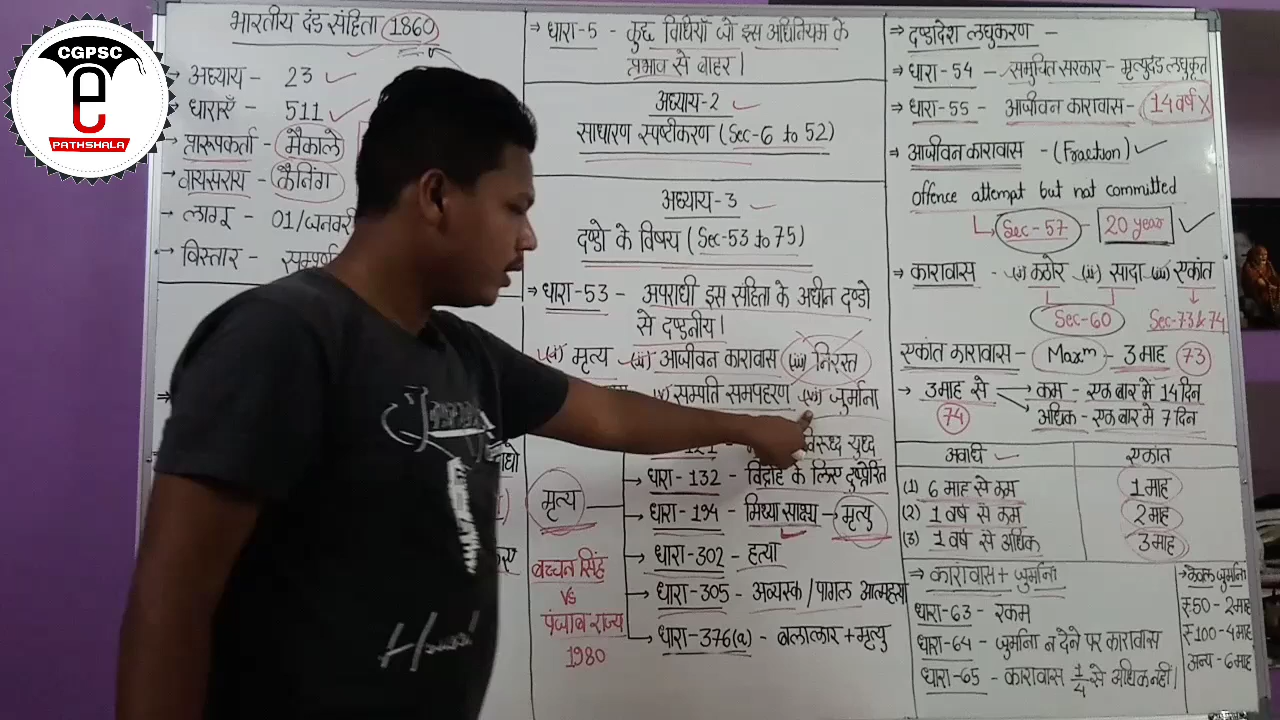 CGPSC
e
PATHSHALA
भारतीय दंड संहिता (1860)
→ अध्याय - 23 ✓
→ धाराएँ - 511 ✓
→ प्रारूपकर्ता - मैकाले
→ वायसराय - कैनिंग
→ लागू - 01/जनवरी
→ विस्तार - सम्पूर्ण
⇒ धारा-5 - कुछ विधियाँ जो इस अधिनियम के
प्रभाव से बाहर।
अध्याय-2 ✓
साधारण स्पष्टीकरण (Sec-6 to 52)
अध्याय-3 ✓
दण्डो के विषय (Sec-53 to 75)
⇒ धारा-53 - अपराधी इस संहिता के अधीन दण्डो
से दण्डनीय।
(i) मृत्य (ii) आजीवन कारावास (iii) निरस्त
(v) सम्पति समपहरण (vi) जुर्माना
विरुध्द युध्द
मृत्य
→ धारा-132 - विद्रोह के लिए दुष्प्रेरित
→ धारा-194 - मिथ्या साक्ष्य → मृत्यु
→ धारा-302 - हत्या
→ धारा-305 - अव्यस्क / पागल आत्महत्या
→ धारा-376(a) - बलात्कार + मृत्यु
बच्चन सिंह
vs
पंजाब राज्य
1980
⇒ दण्डादेश लघुकरण -
⇒ धारा-54 - समुचित सरकार - मृत्युदंड लघुकृत
⇒ धारा-55 - आजीवन कारावास - 14 वर्ष X
⇒ आजीवन कारावास - (Fraction) ✓
offence attempt but not committed
→ Sec-57 - 20 year ✓
⇒ कारावास - (i) कठोर (ii) सादा (iii) एकांत
Sec-60 Sec-73 & 74
एकांत कारावास - Maxm - 3 माह 73
→ 3 माह से कम - एक बार में 14 दिन
74 अधिक - एक बार में 7 दिन
अवधि ✓ एकांत
(1) 6 माह से कम 1 माह
(2) 1 वर्ष से कम 2 माह
(3) 1 वर्ष से अधिक 3 माह
⇒ कारावास + जुर्माना
धारा-63 - रकम
धारा-64 - जुर्माना न देने पर कारावास
धारा-65 - कारावास 1/4 से अधिक नहीं।
→ केवल जुर्माना
₹50 - 2 माह
₹100 - 4 माह
अन्य - 6 माह